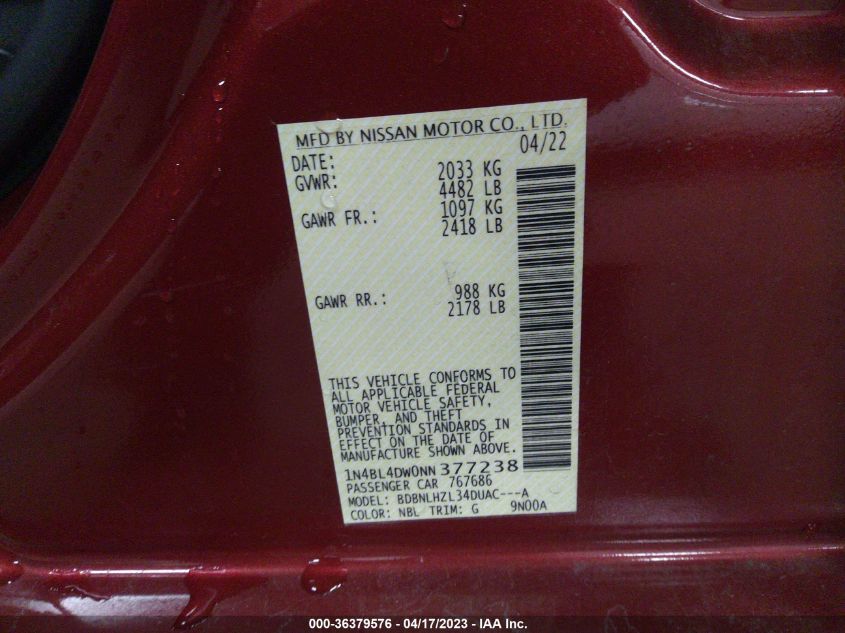 MFD BY NISSAN MOTOR CO., LTD.
DATE: 04/22
GVWR: 2033 KG
4482 LB
GAWR FR.: 1097 KG
2418 LB
GAWR RR.: 988 KG
2178 LB
THIS VEHICLE CONFORMS TO
ALL APPLICABLE FEDERAL
MOTOR VEHICLE SAFETY,
BUMPER, AND THEFT
PREVENTION STANDARDS IN
EFFECT ON THE DATE OF
MANUFACTURE SHOWN ABOVE.
1N4BL4DW0NN377238
PASSENGER CAR 767686
MODEL: BDBNLHZL34DUAC---A
COLOR: NBL TRIM: G 9N00A
000-36379576 - 04/17/2023 - IAA Inc.